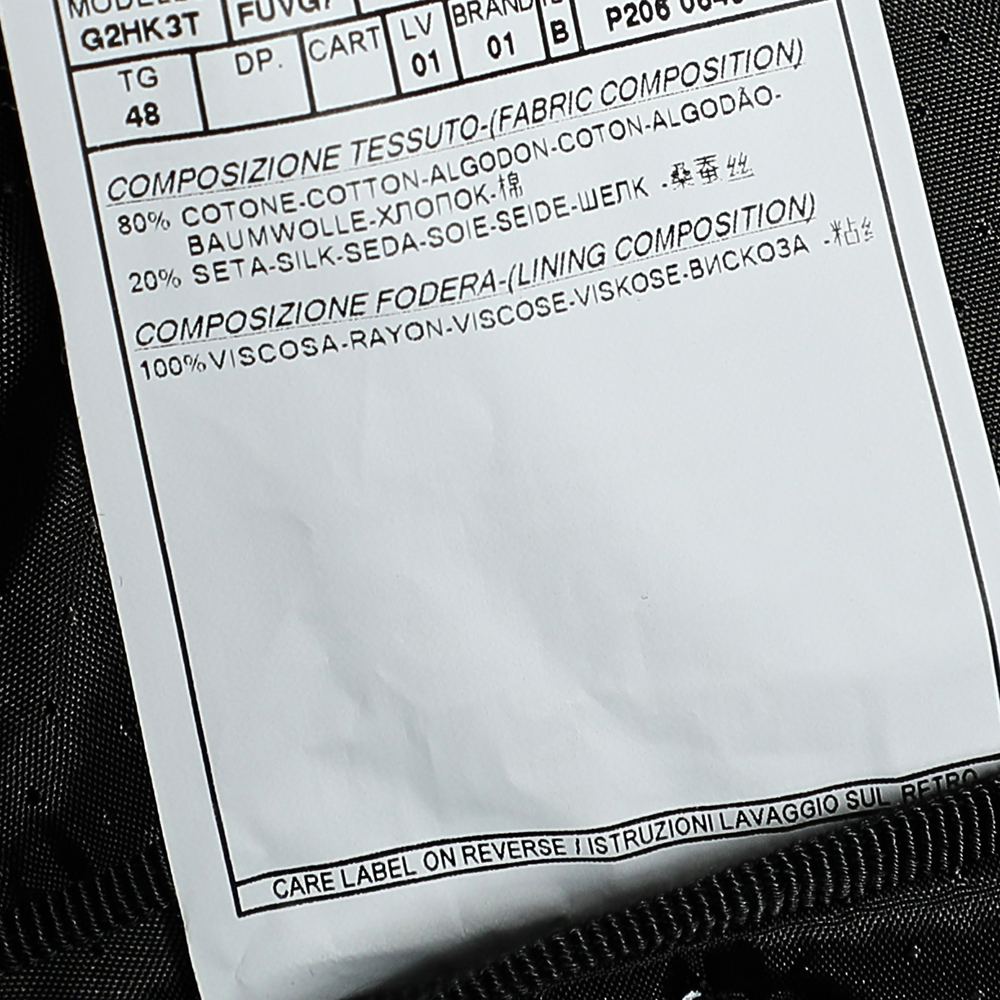 G2HK3T
TG DP. CART LV BRAND
48 01 01 B P206
COMPOSIZIONE TESSUTO-(FABRIC COMPOSITION)
80% COTONE-COTTON-ALGODON-COTON-ALGODÃO-
BAUMWOLLE-ХЛОПОК-棉
20% SETA-SILK-SEDA-SOIE-SEIDE-ШЕЛК -桑蚕丝
COMPOSIZIONE FODERA-(LINING COMPOSITION)
100%VISCOSA-RAYON-VISCOSE-VISKOSE-ВИСКОЗА -粘丝
CARE LABEL ON REVERSE / ISTRUZIONI LAVAGGIO SUL RETRO